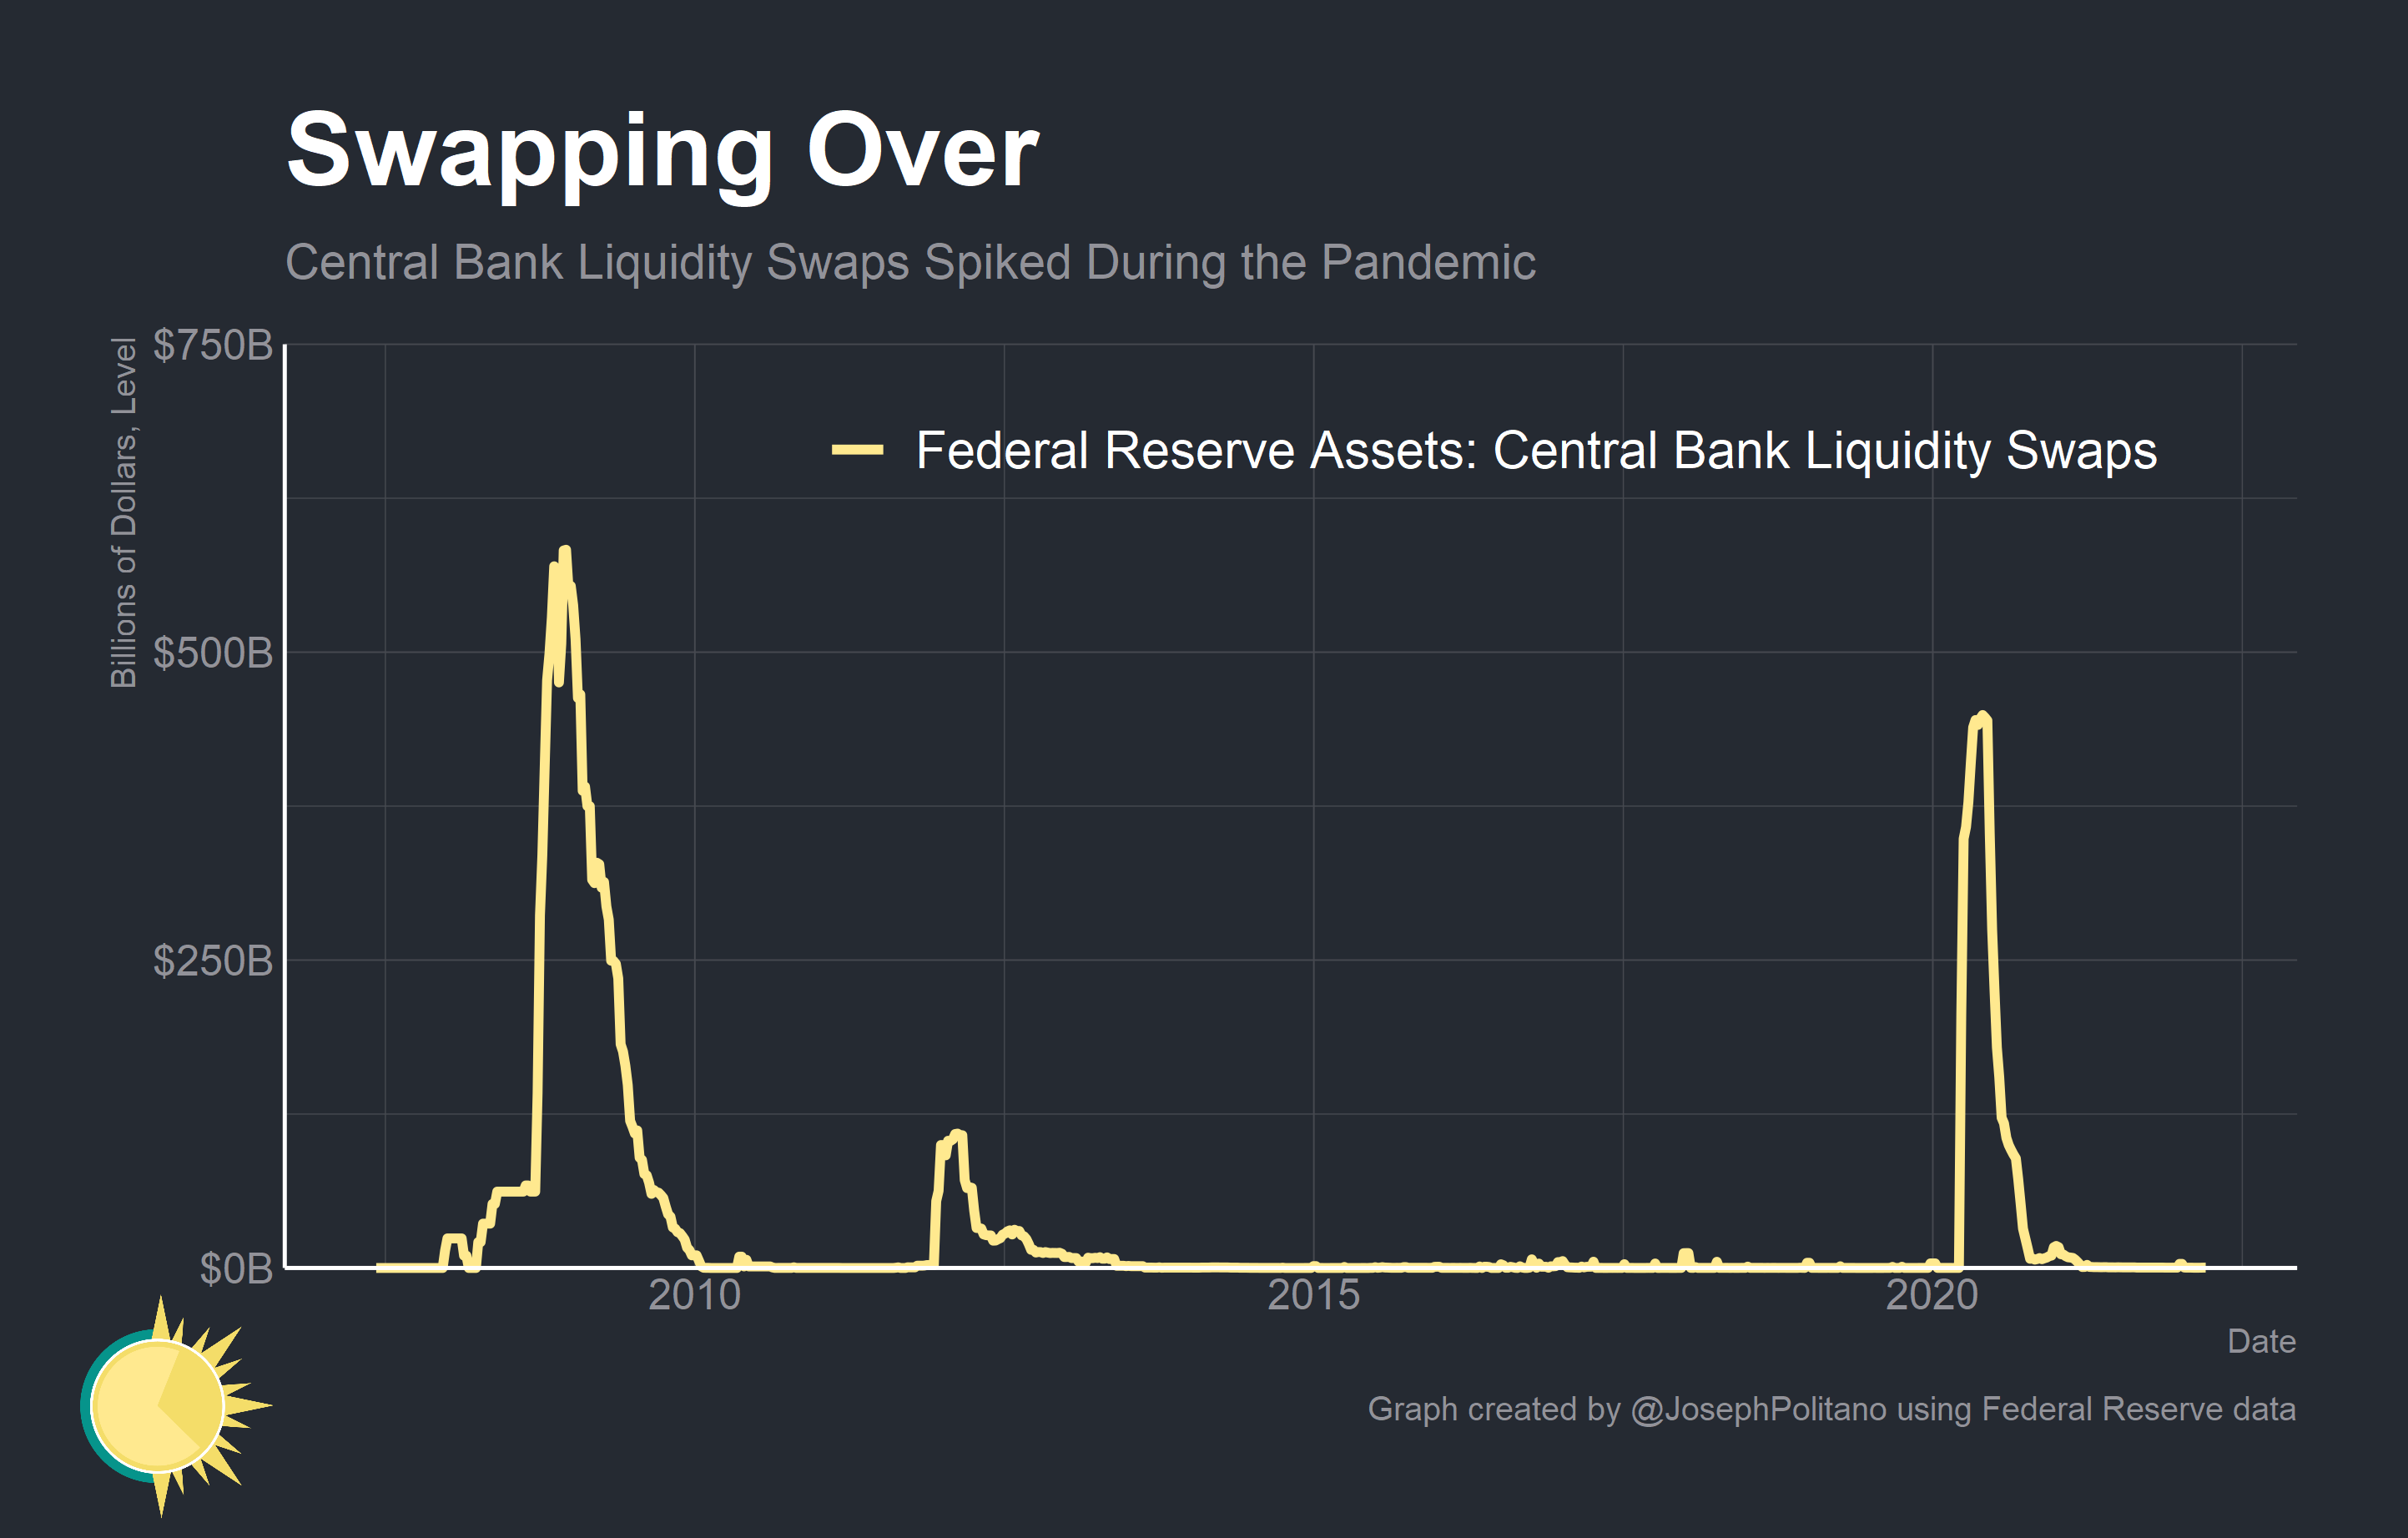 Swapping Over
Central Bank Liquidity Swaps Spiked During the Pandemic
Billions of Dollars, Level
$750B
$500B
$250B
$0B
Federal Reserve Assets: Central Bank Liquidity Swaps
2010
2015
2020
Date
Graph created by @JosephPolitano using Federal Reserve data